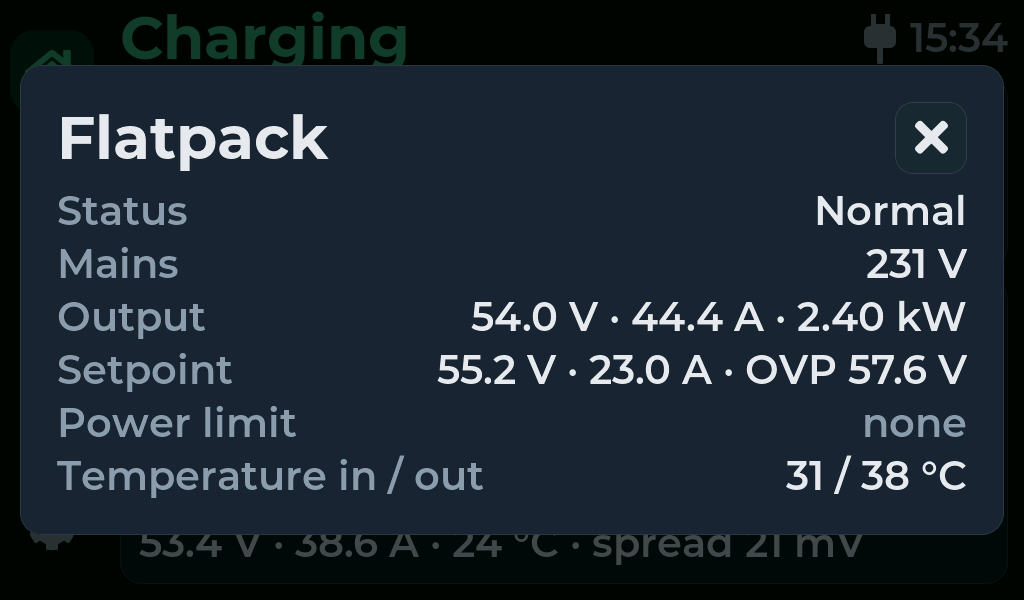 Charging
15:34
Flatpack
Status Normal
Mains 231 V
Output 54.0 V · 44.4 A · 2.40 kW
Setpoint 55.2 V · 23.0 A · OVP 57.6 V
Power limit none
Temperature in / out 31 / 38 °C
53.4 V · 38.6 A · 24 °C · spread 21 mV